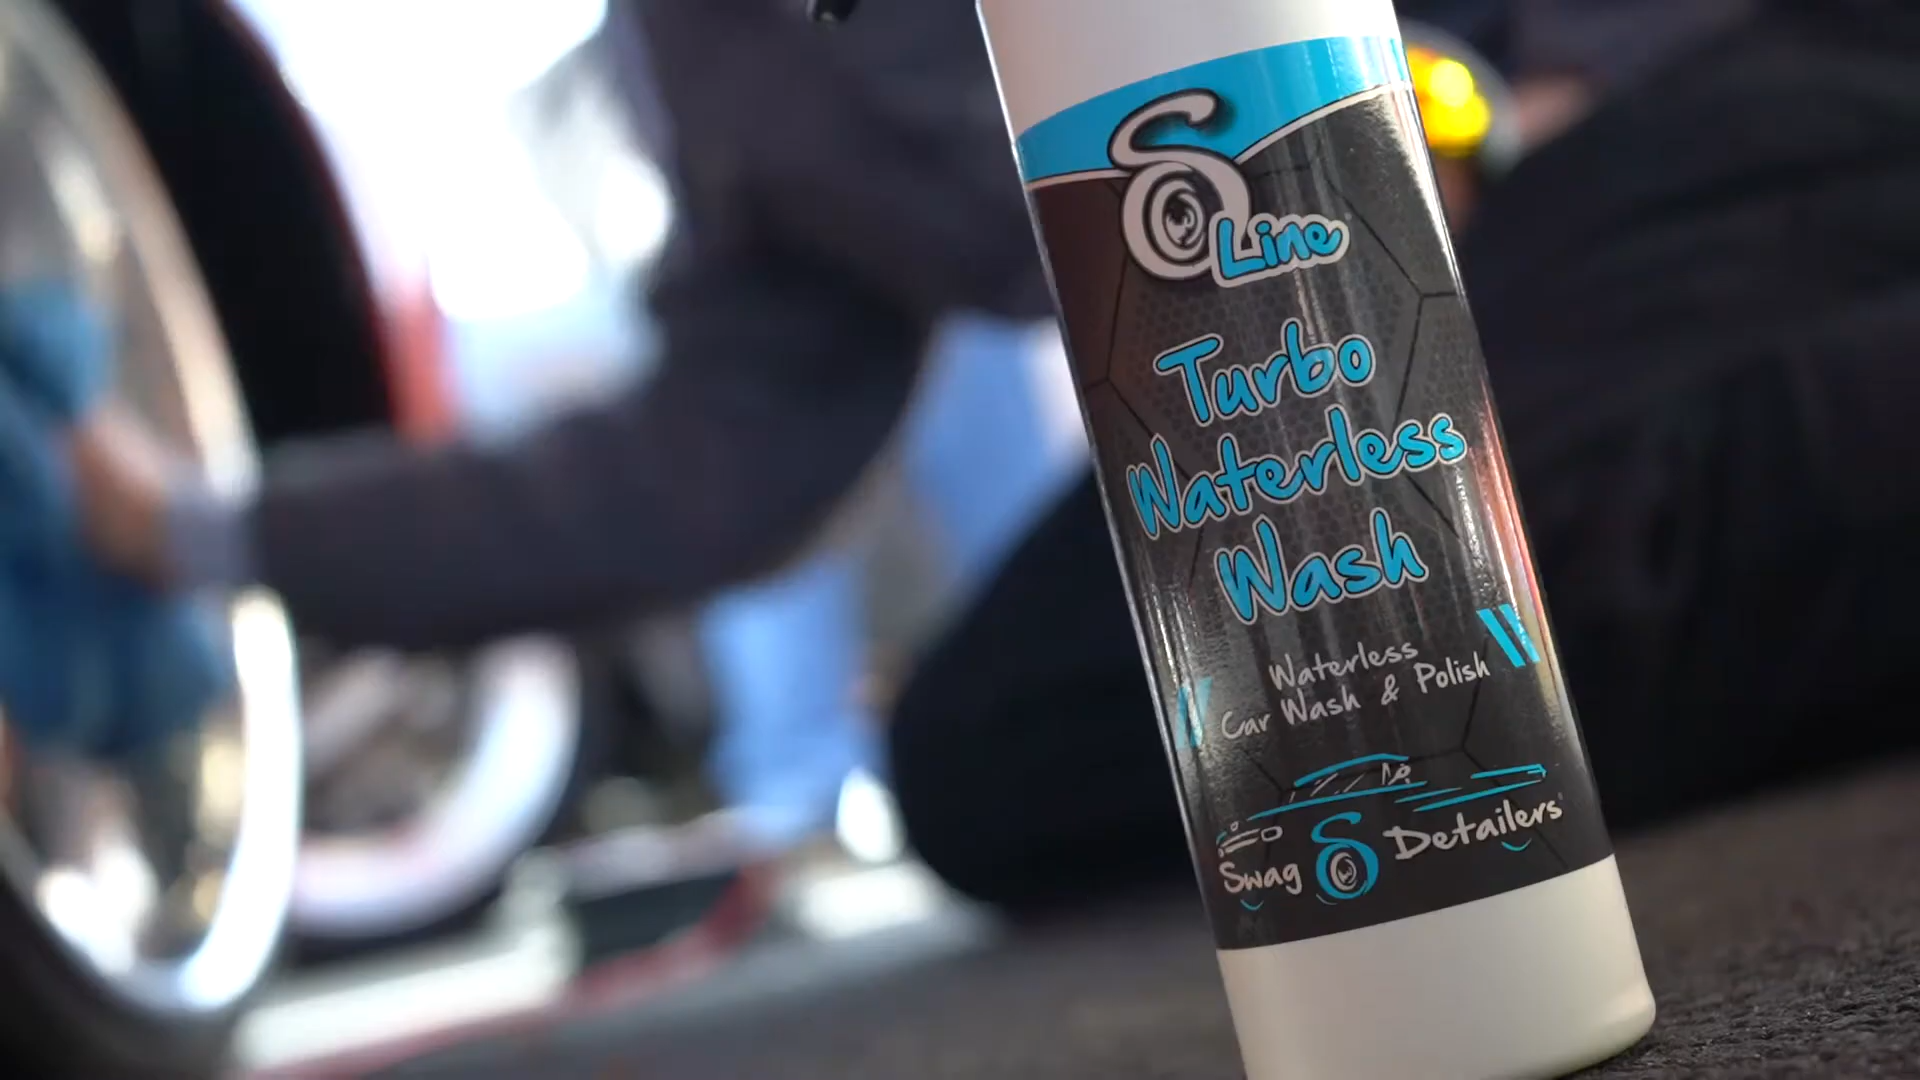 Line
Turbo
Waterless
Wash
Waterless
Car Wash & Polish
Swag Detailers